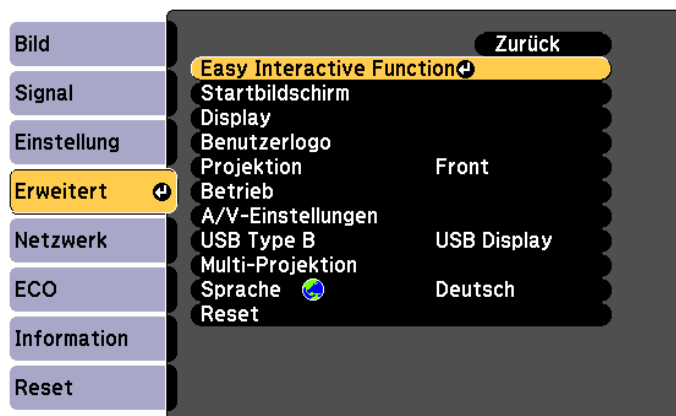 Bild
Signal
Einstellung
Erweitert
Netzwerk
ECO
Information
Reset
Zurück
Easy Interactive Function
Startbildschirm
Display
Benutzerlogo
Projektion Front
Betrieb
A/V-Einstellungen
USB Type B USB Display
Multi-Projektion
Sprache Deutsch
Reset